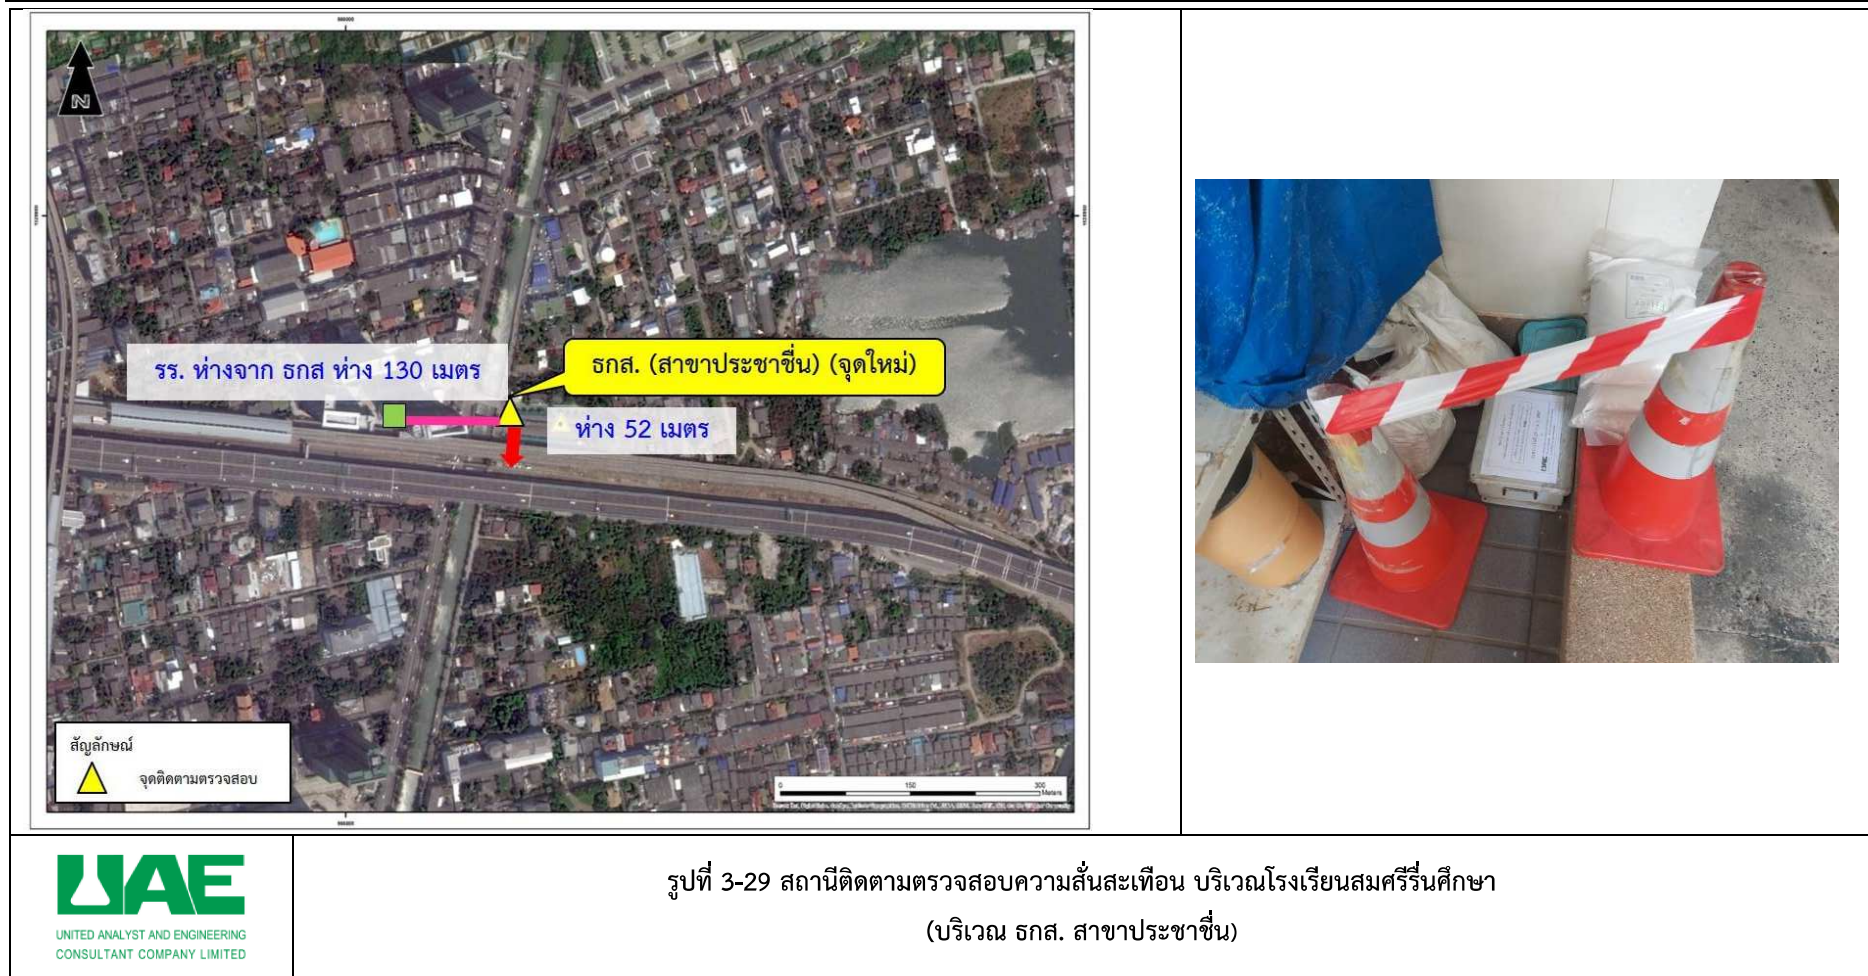 N
รร. ห่างจาก ธกส ห่าง 130 เมตร
ธกส. (สาขาประชาชื่น) (จุดใหม่)
ห่าง 52 เมตร
สัญลักษณ์
จุดติดตามตรวจสอบ
0 150 300
Meters
UAE
UNITED ANALYST AND ENGINEERING
CONSULTANT COMPANY LIMITED
รูปที่ 3-29 สถานีติดตามตรวจสอบความสั่นสะเทือน บริเวณโรงเรียนสมศรีรื่นศึกษา
(บริเวณ ธกส. สาขาประชาชื่น)